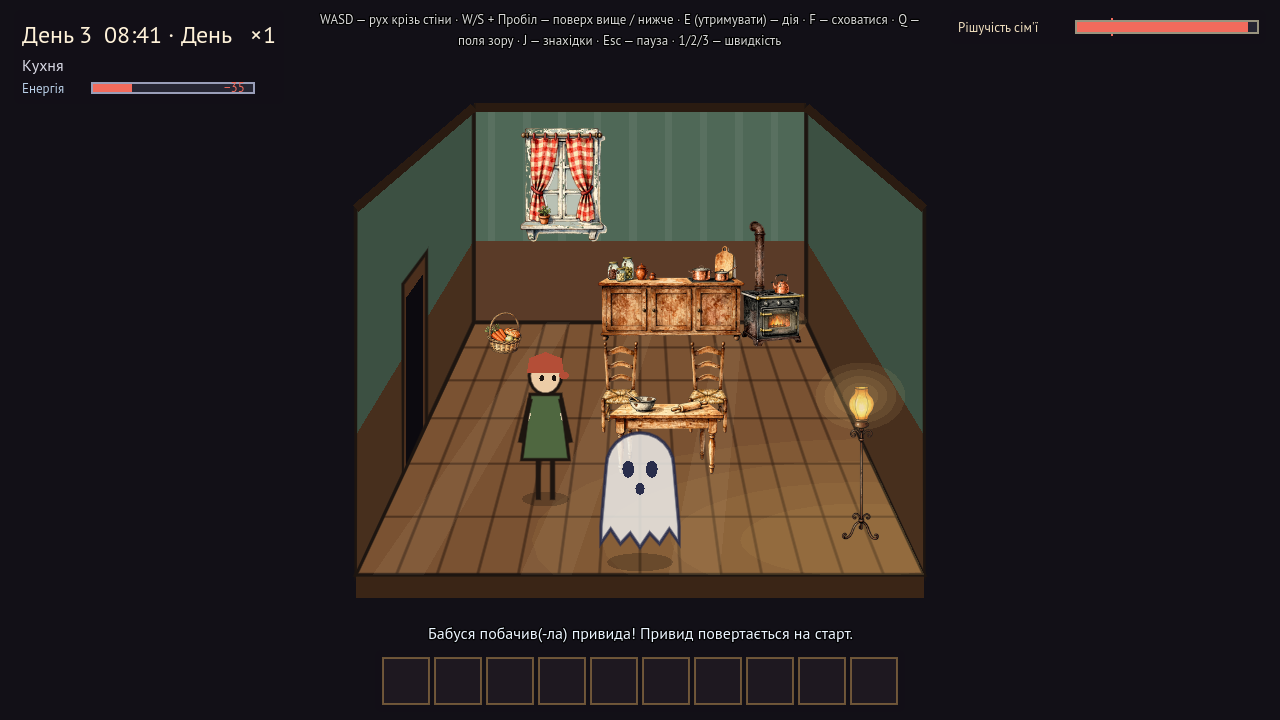 День 3 08:41 · День ×1
WASD — рух крізь стіни · W/S + Пробіл — поверх вище / нижче · E (утримувати) — дія · F — сховатися · Q —
поля зору · J — знахідки · Esc — пауза · 1/2/3 — швидкість
Рішучість сім'ї
Кухня
Енергія
−35
Бабуся побачив(-ла) привида! Привид повертається на старт.